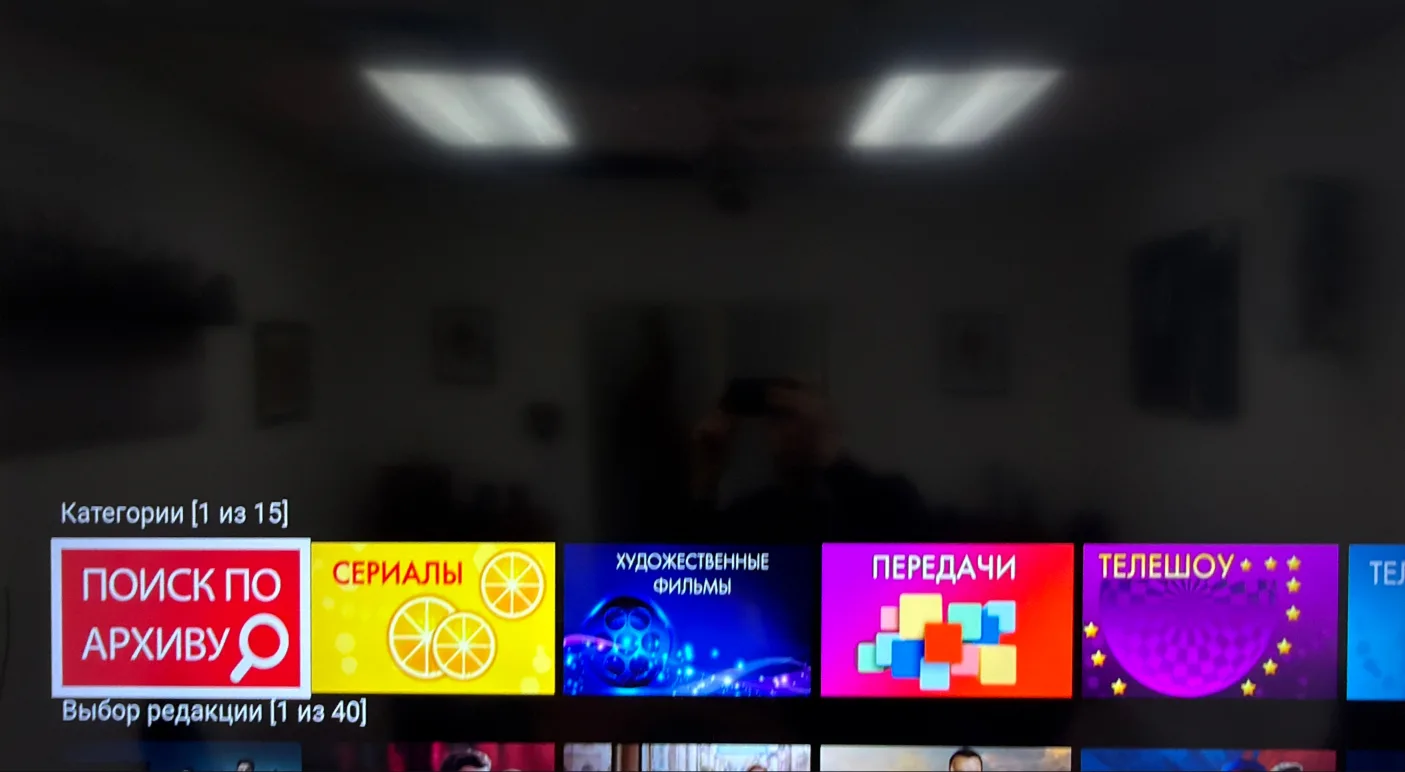 Категории [1 из 15]
ПОИСК ПО
АРХИВУ
СЕРИАЛЫ
ХУДОЖЕСТВЕННЫЕ
ФИЛЬМЫ
ПЕРЕДАЧИ
ТЕЛЕШОУ
Выбор редакции [1 из 40]